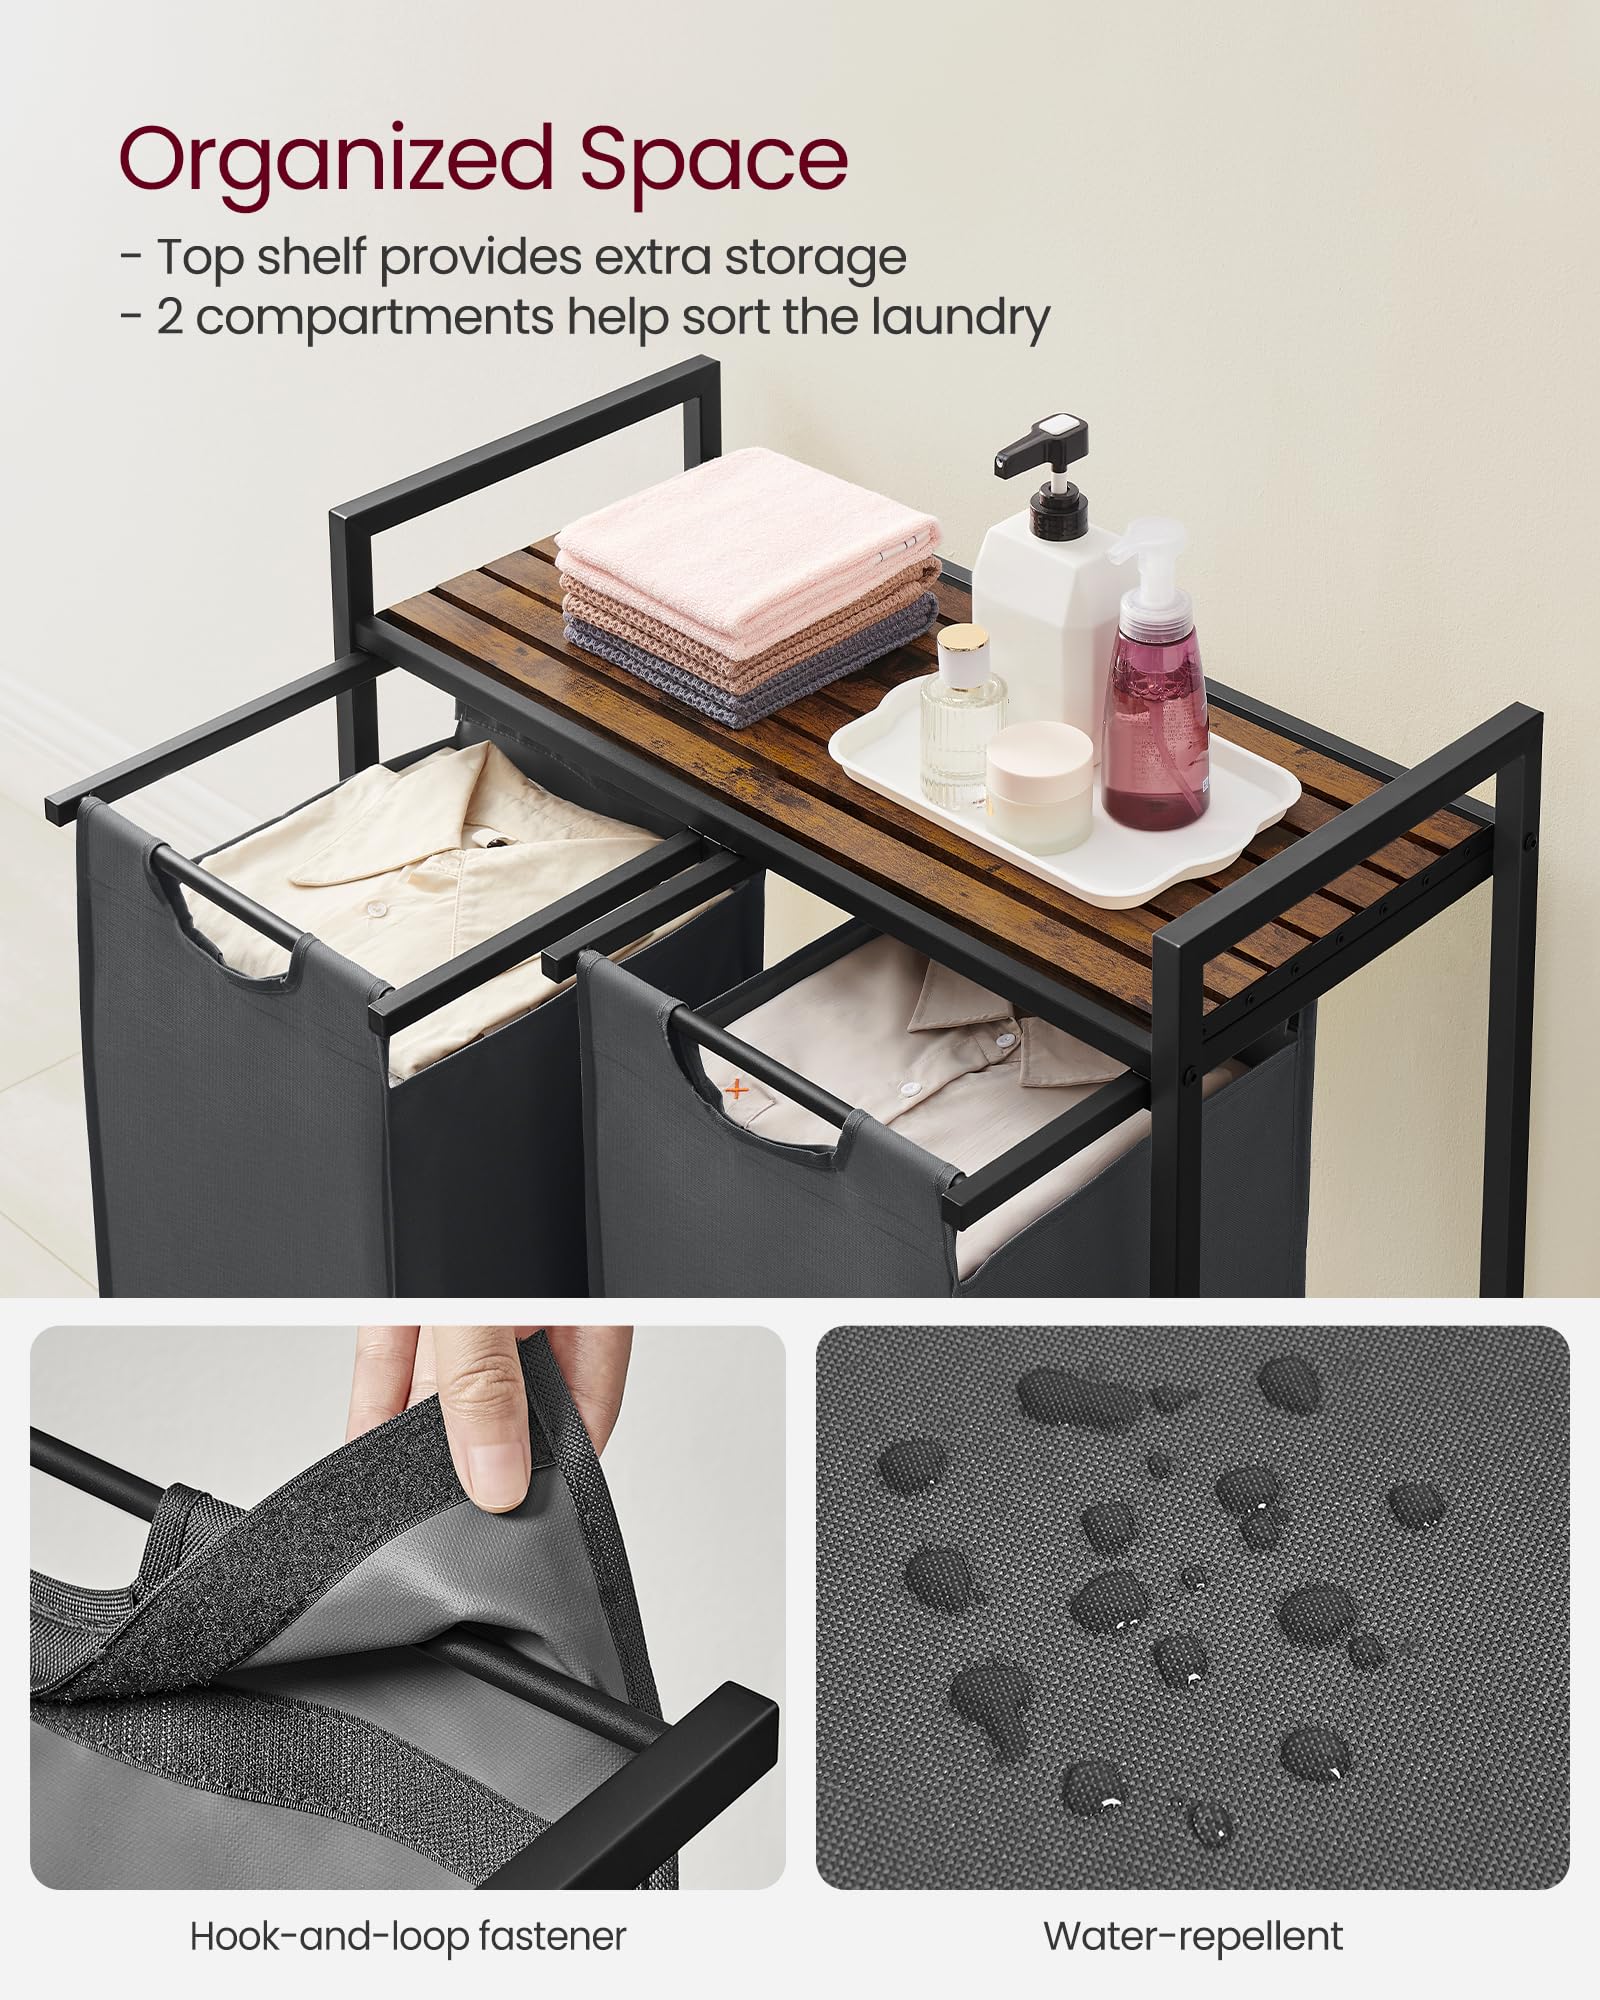 Organized Space
- Top shelf provides extra storage
- 2 compartments help sort the laundry
Hook-and-loop fastener
Water-repellent